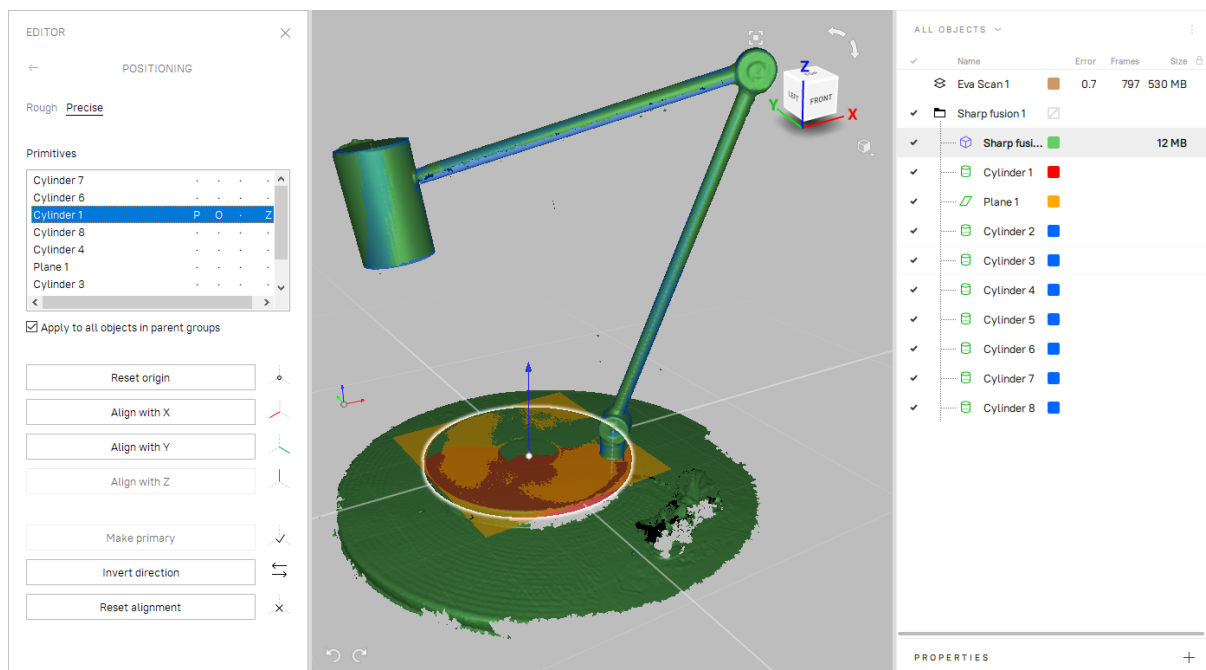 EDITOR
POSITIONING
Rough Precise
Primitives
Cylinder 7
Cylinder 6
Cylinder 1 P O · Z
Cylinder 8
Cylinder 4
Plane 1
Cylinder 3
Apply to all objects in parent groups
Reset origin
Align with X
Align with Y
Align with Z
Make primary
Invert direction
Reset alignment
Z
LEFT FRONT
Y
X
ALL OBJECTS
Name Error Frames Size
Eva Scan 1 0.7 797 530 MB
Sharp fusion 1
Sharp fusi... 12 MB
Cylinder 1
Plane 1
Cylinder 2
Cylinder 3
Cylinder 4
Cylinder 5
Cylinder 6
Cylinder 7
Cylinder 8
PROPERTIES